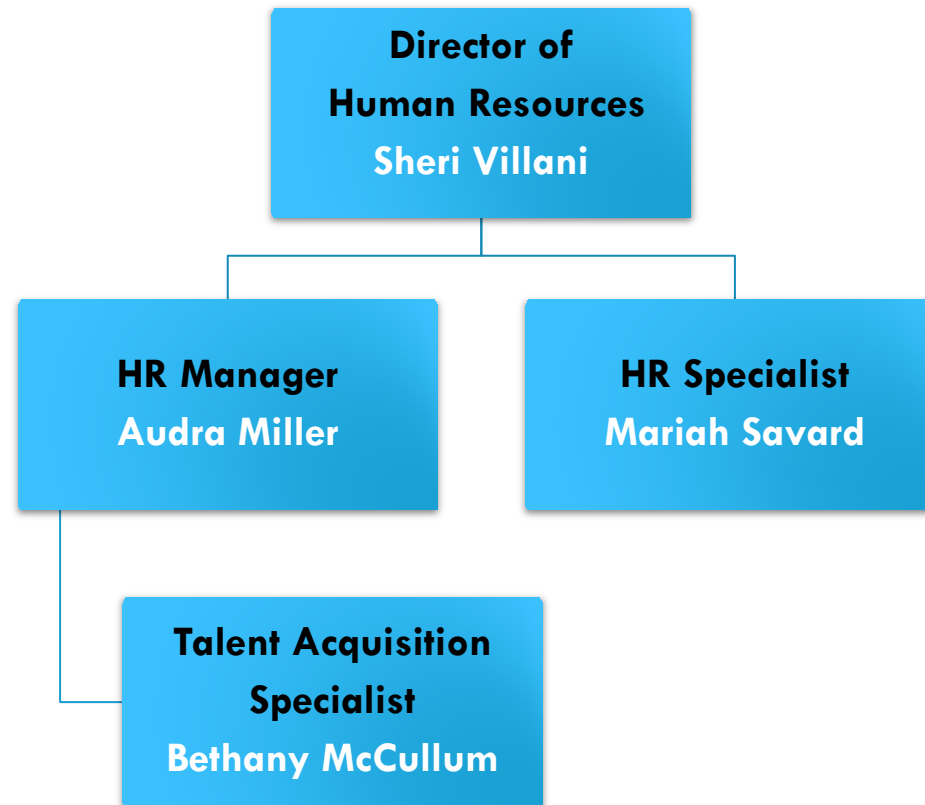 Director of
Human Resources
Sheri Villani
HR Manager
Audra Miller
HR Specialist
Mariah Savard
Talent Acquisition
Specialist
Bethany McCullum